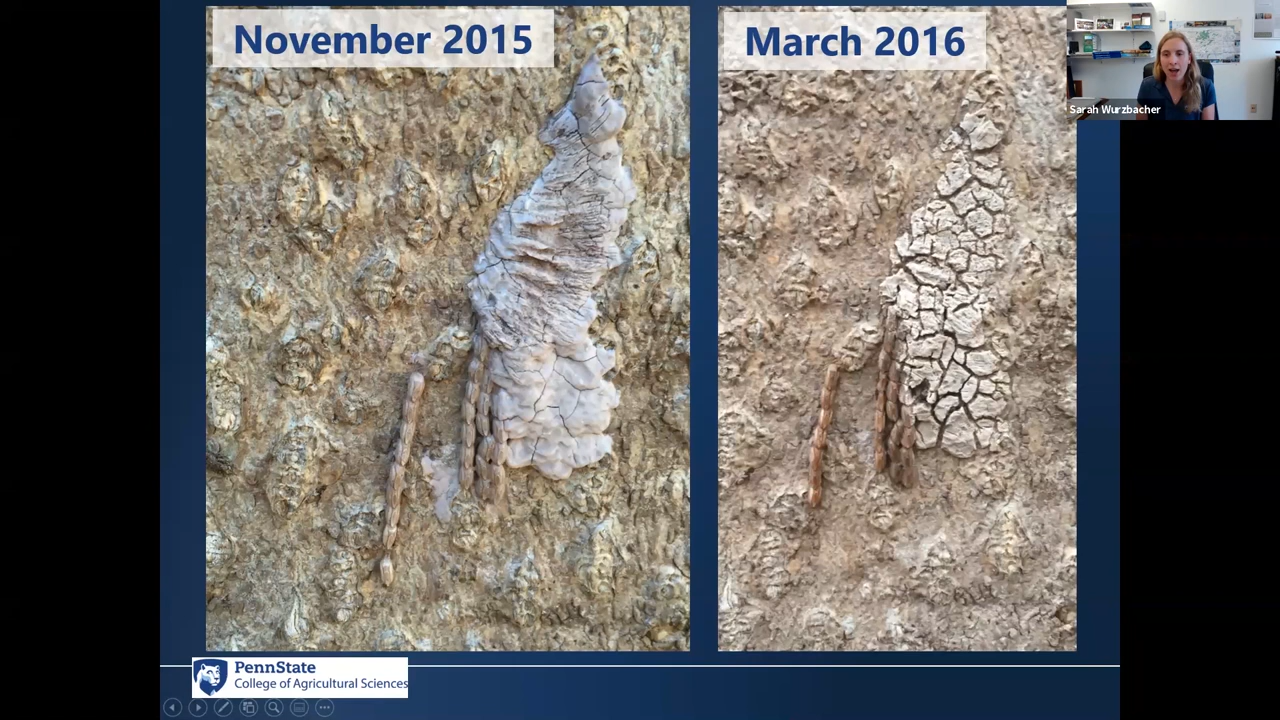 November 2015
March 2016
Sarah Wurzbacher
PennState
College of Agricultural Sciences